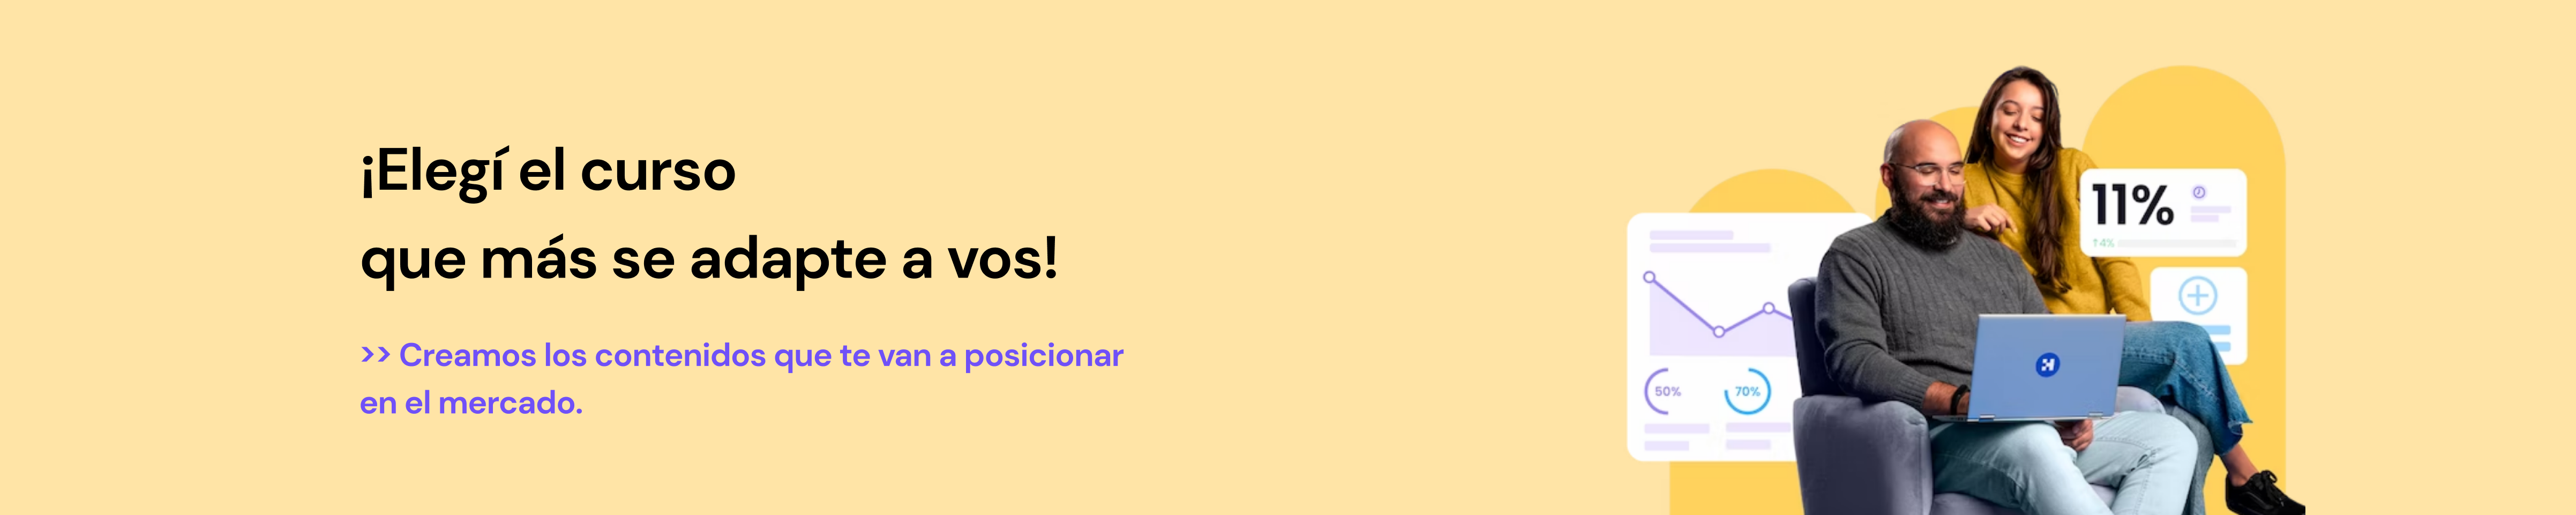 ¡Elegí el curso
que más se adapte a vos!
>> Creamos los contenidos que te van a posicionar
en el mercado.
11%
↑4%
50%
70%